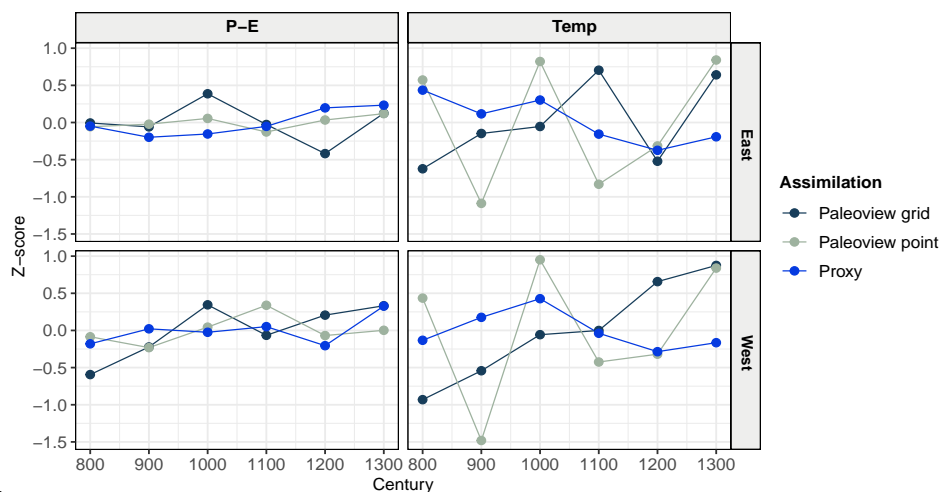 P−E Temp
1.0
0.5
0.0
−0.5
−1.0
−1.5
East
1.0
0.5
0.0
−0.5
−1.0
−1.5
West
Z−score
800 900 1000 1100 1200 1300 800 900 1000 1100 1200 1300
Century
Assimilation
Paleoview grid
Paleoview point
Proxy